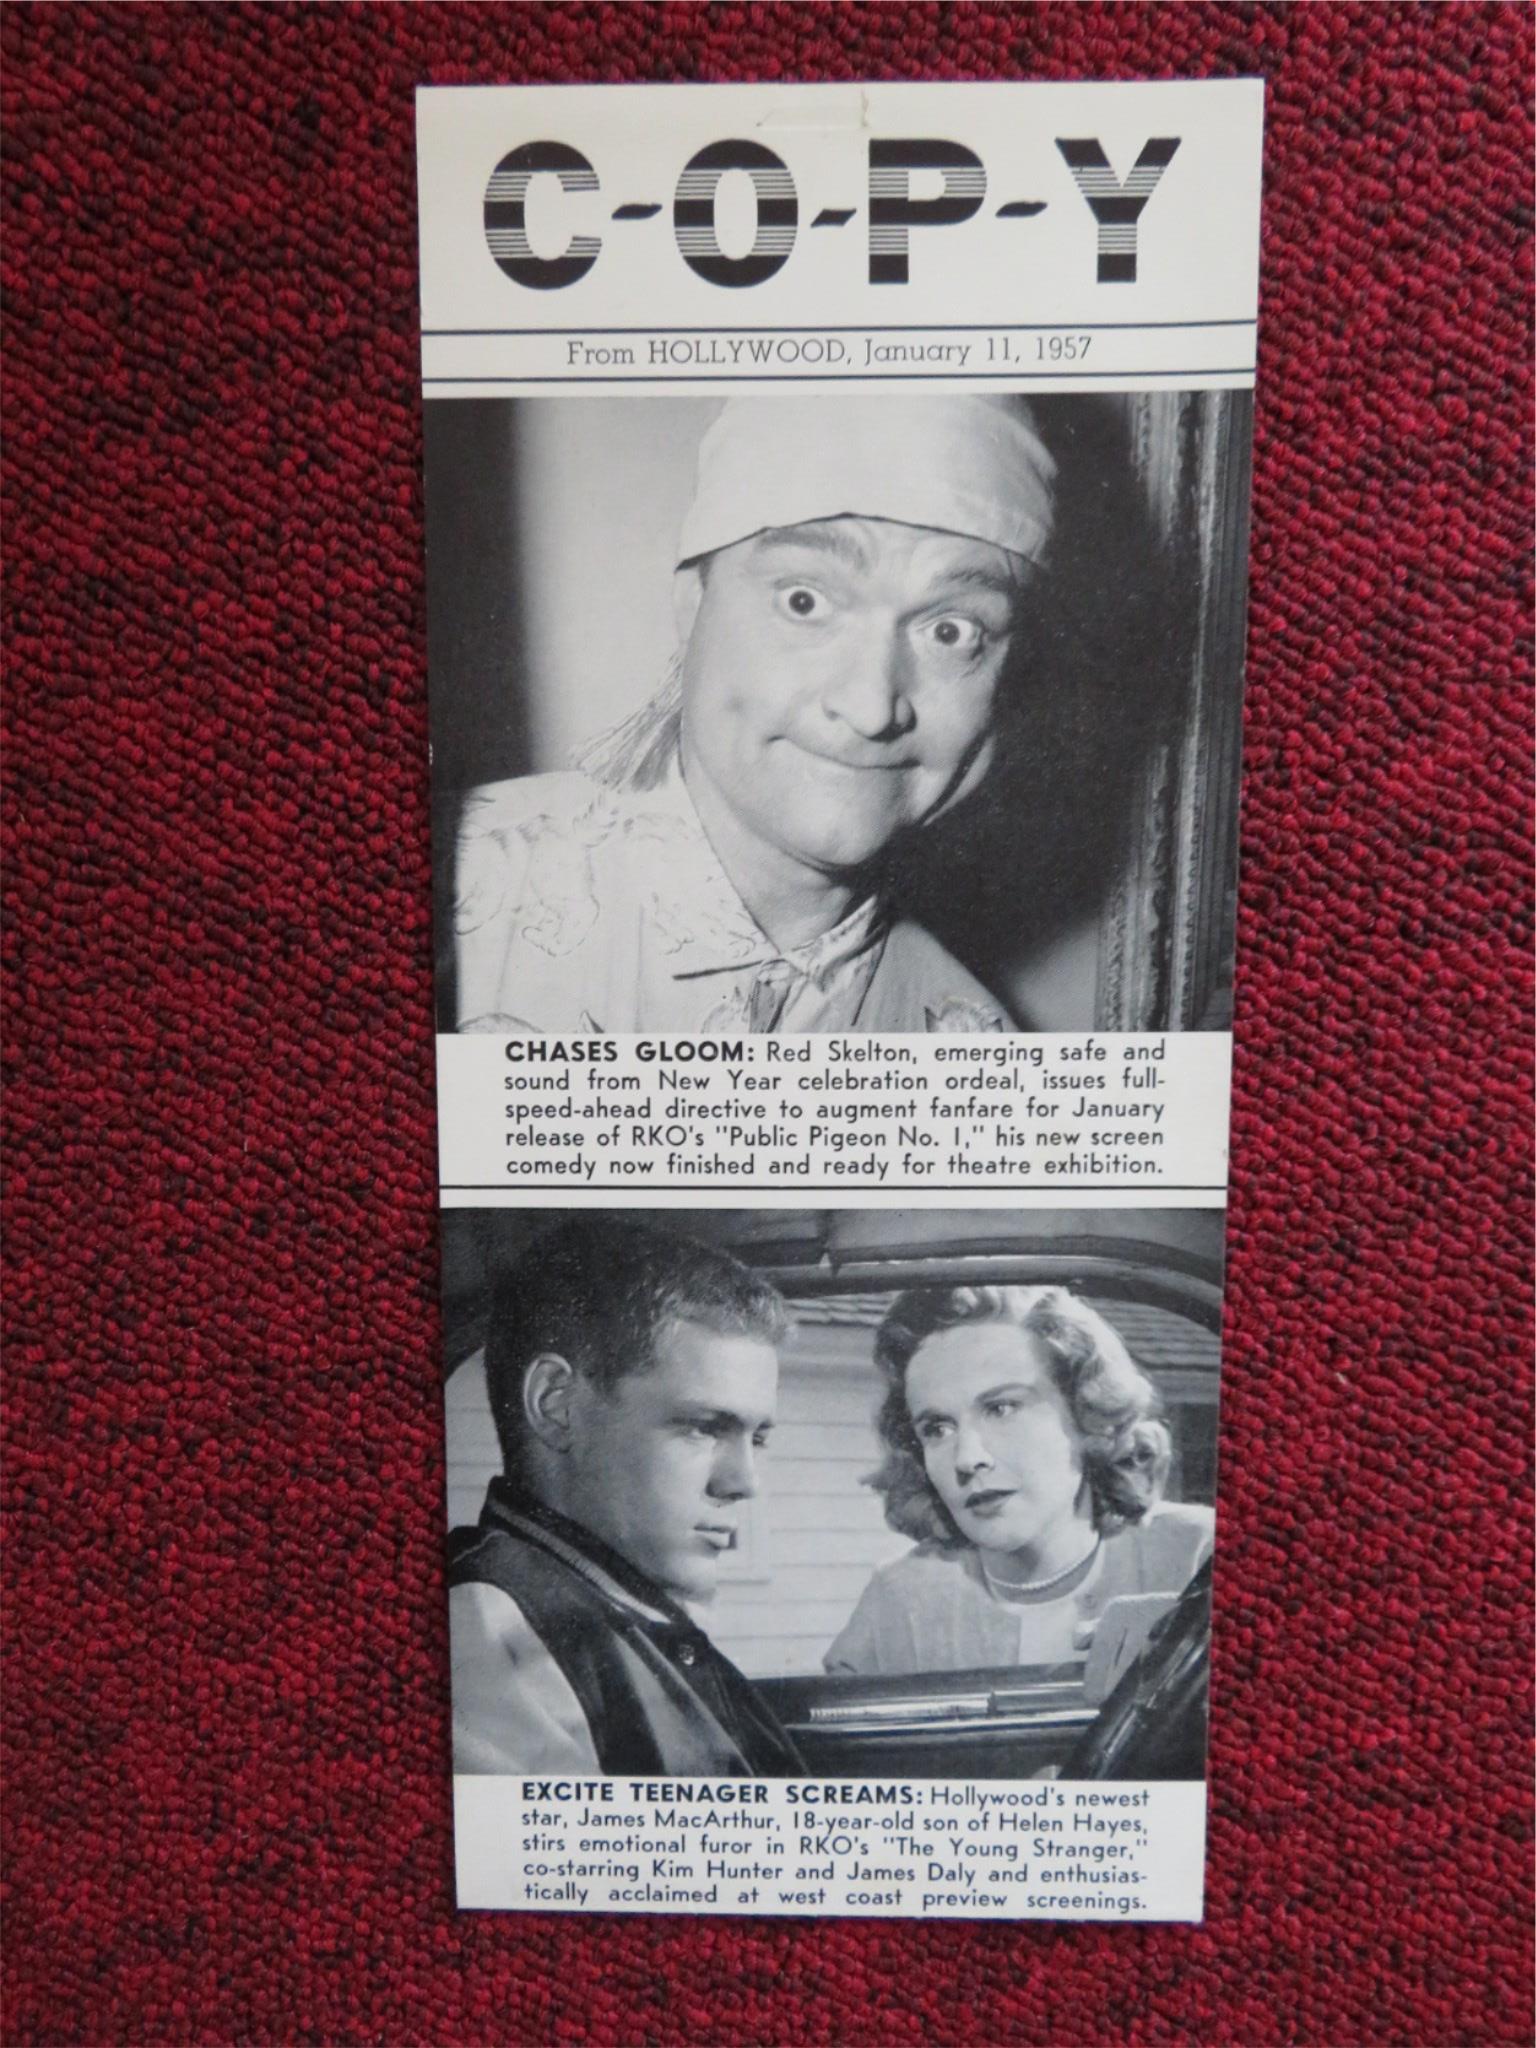 C-O-P-Y
From HOLLYWOOD, January 11, 1957
CHASES GLOOM: Red Skelton, emerging safe and
sound from New Year celebration ordeal, issues full-
speed-ahead directive to augment fanfare for January
release of RKO's "Public Pigeon No. 1," his new screen
comedy now finished and ready for theatre exhibition.
EXCITE TEENAGER SCREAMS: Hollywood's newest
star, James MacArthur, 18-year-old son of Helen Hayes,
stirs emotional furor in RKO's "The Young Stranger,"
co-starring Kim Hunter and James Daly and enthusias-
tically acclaimed at west coast preview screenings.